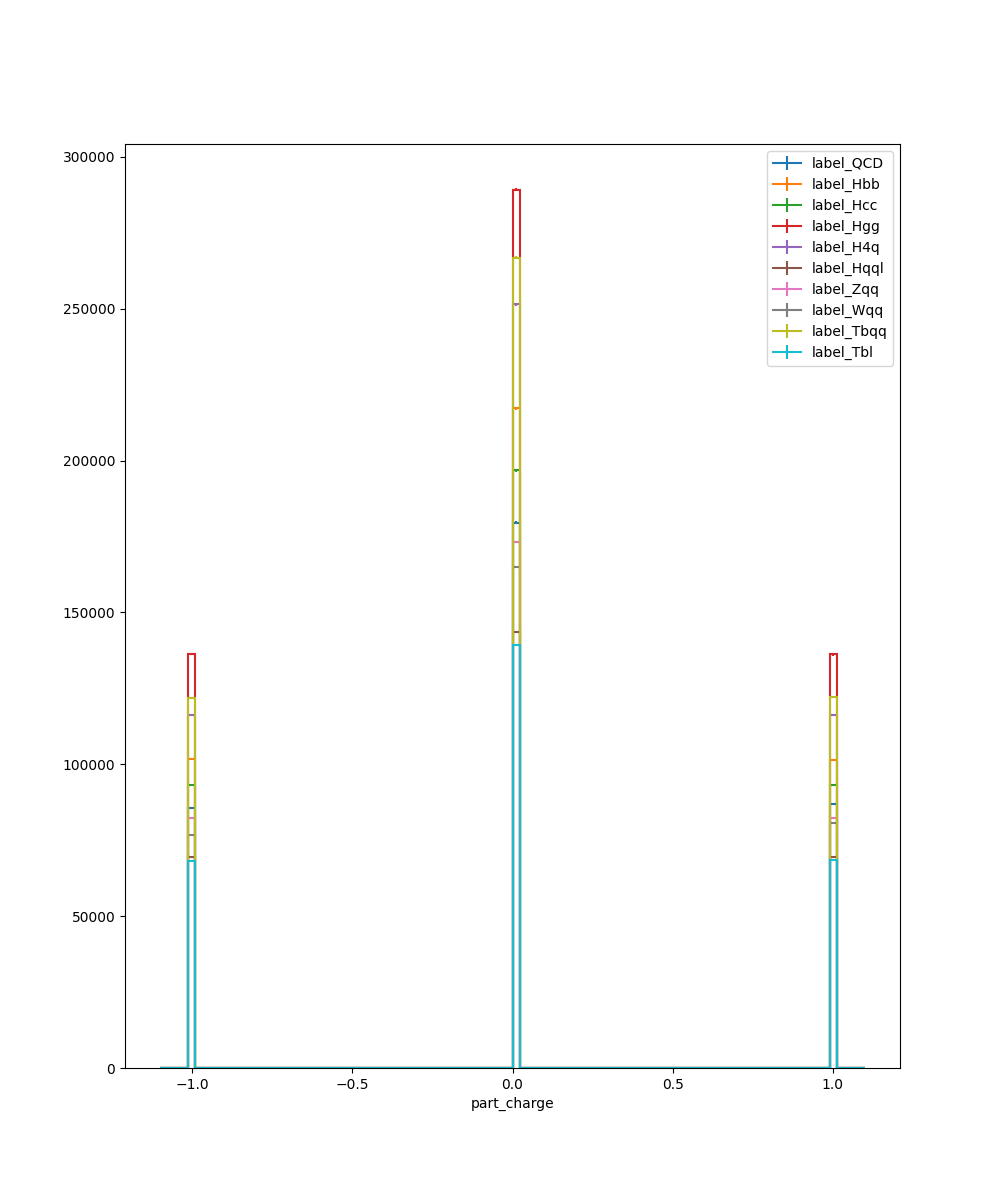 300000
250000
200000
150000
100000
50000
0
−1.0
−0.5
0.0
0.5
1.0
part_charge
label_QCD
label_Hbb
label_Hcc
label_Hgg
label_H4q
label_Hqql
label_Zqq
label_Wqq
label_Tbqq
label_Tbl